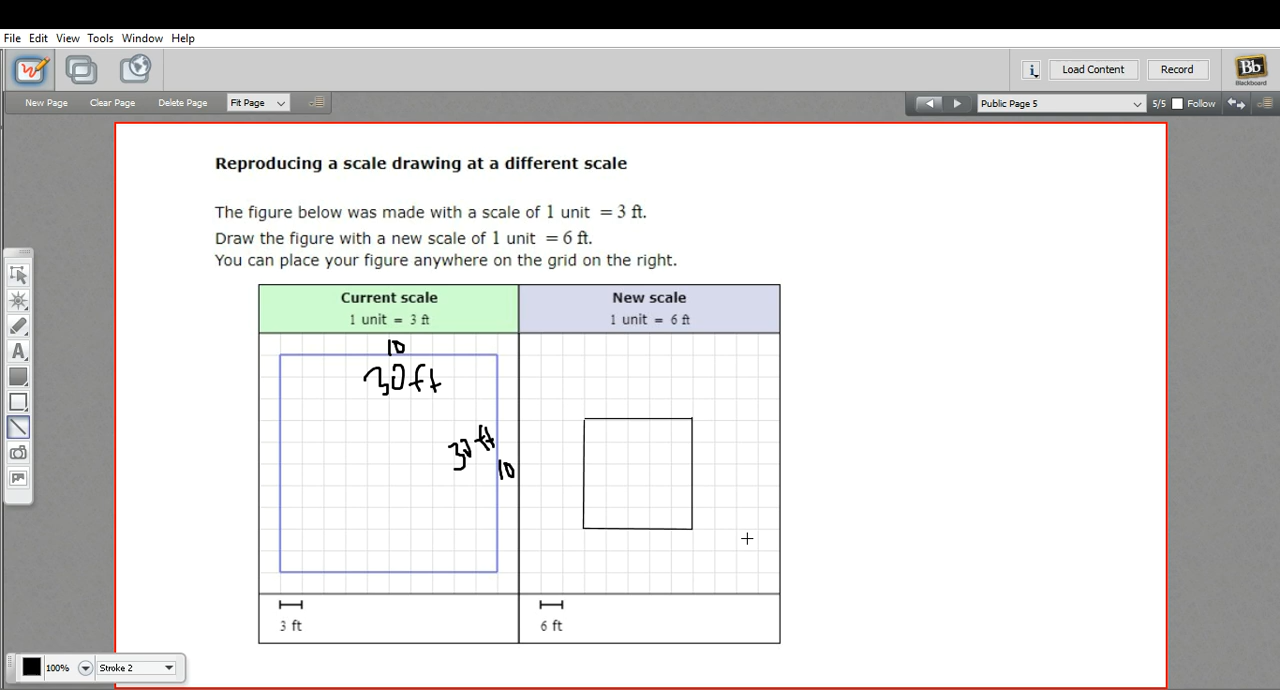 File Edit View Tools Window Help
i Load Content Record Bb
Blackboard
New Page Clear Page Delete Page Fit Page Public Page 5 5/5 Follow
Reproducing a scale drawing at a different scale
The figure below was made with a scale of 1 unit = 3 ft.
Draw the figure with a new scale of 1 unit = 6 ft.
You can place your figure anywhere on the grid on the right.
Current scale New scale
1 unit = 3 ft 1 unit = 6 ft
10
30 ft
30 ft
10
3 ft 6 ft
A
100% Stroke 2